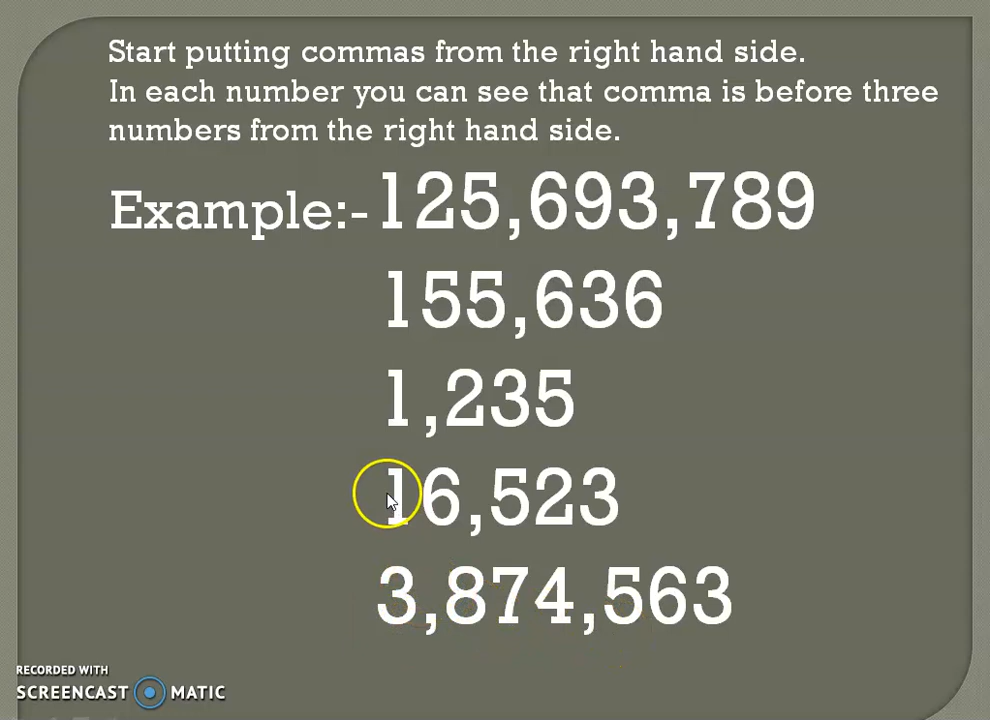 Start putting commas from the right hand side.
In each number you can see that comma is before three
numbers from the right hand side.
Example:- 125,693,789
155,636
1,235
16,523
3,874,563
RECORDED WITH
SCREENCAST MATIC